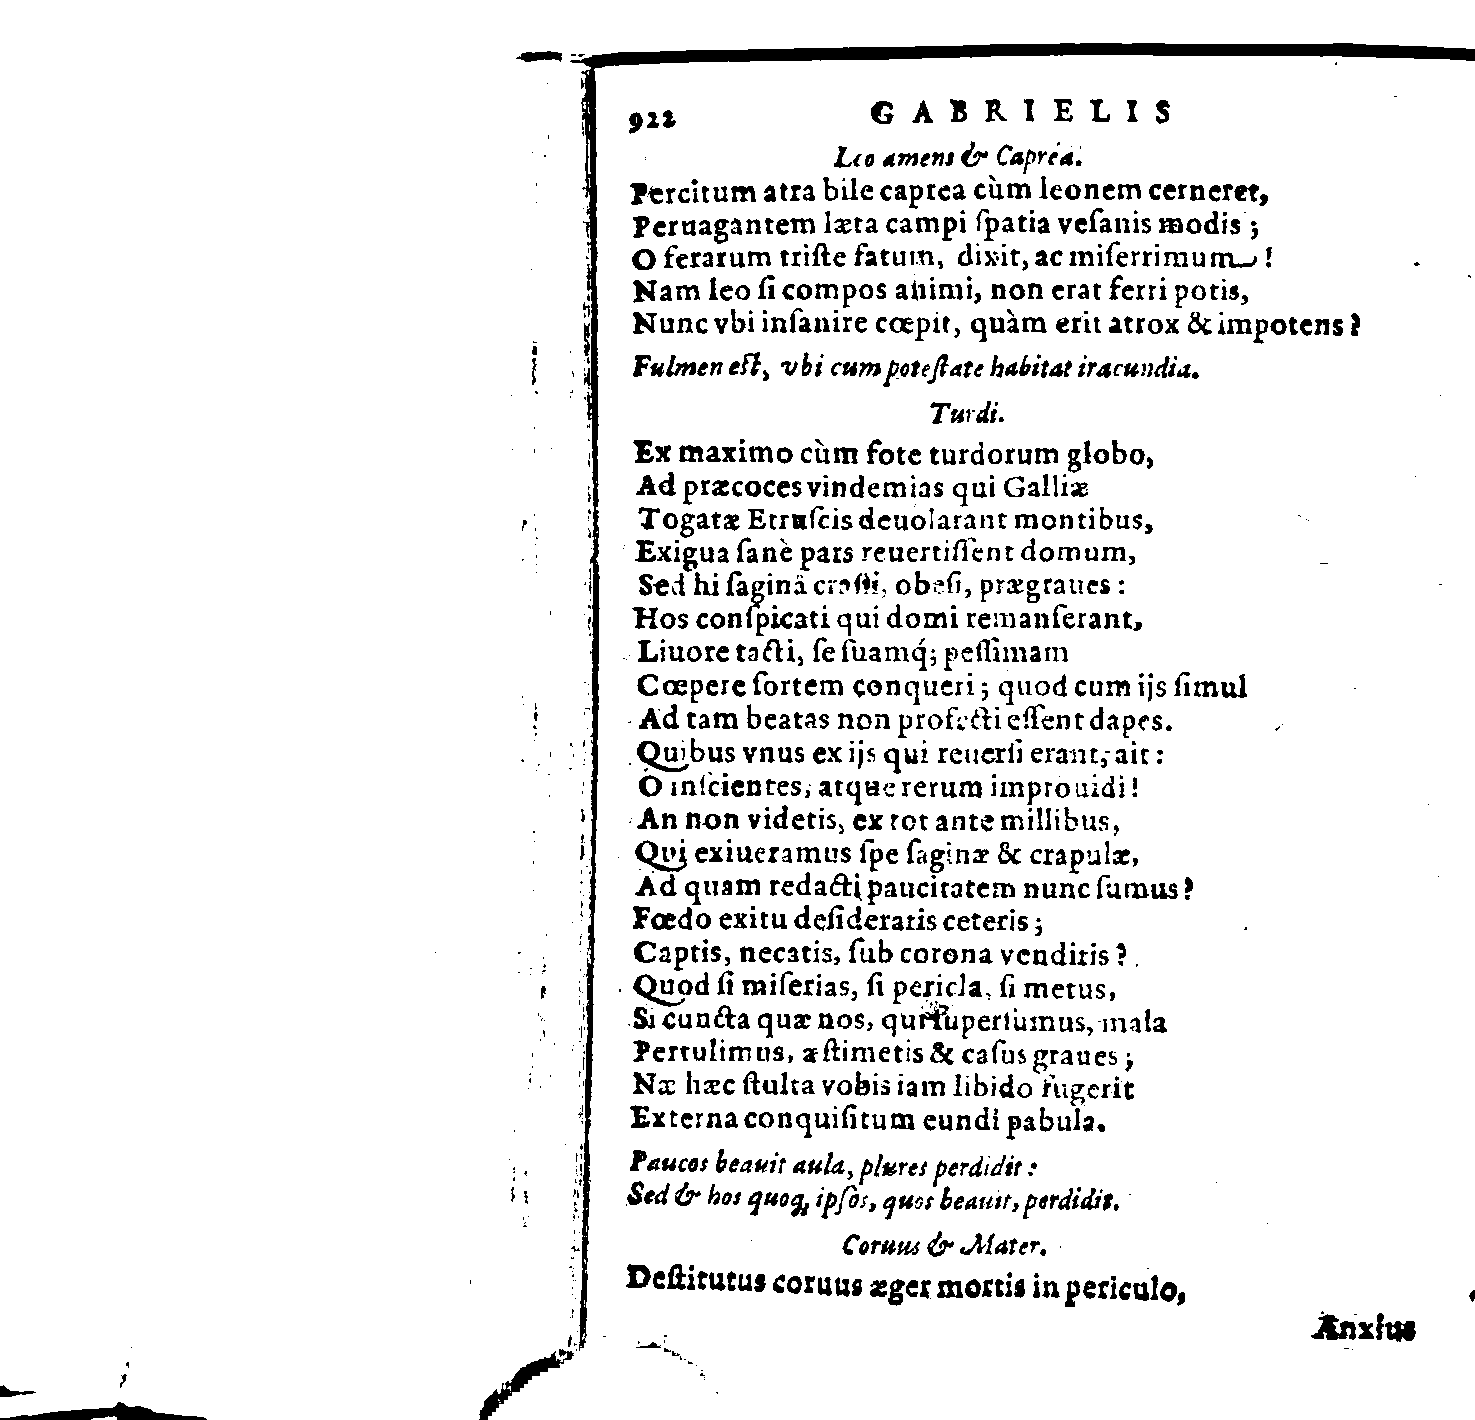 922 GABRIELIS
Leo amens & Caprea.
Percitum atra bile caprea cùm leonem cerneret,
Peruagantem læta campi ſpatia veſanis modis ;
O ferarum triſte fatum, dixit, ac miſerrimum !
Nam leo ſi compos animi, non erat ferri potis,
Nunc vbi inſanire cœpit, quàm erit atrox & impotens ?
Fulmen eſt, vbi cum poteſtate habitat iracundia.
Turdi.
Ex maximo cùm fote turdorum globo,
Ad præcoces vindemias qui Galliæ
Togatæ Etruſcis deuolarant montibus,
Exigua ſanè pars reuertiſſent domum,
Sed hi ſaginâ craſſi, obeſi, prægraues :
Hos conſpicati qui domi remanſerant,
Liuore tacti, ſe ſuamq́; peſſimam
Cœpere ſortem conqueri ; quod cum ijs ſimul
Ad tam beatas non profecti eſſent dapes.
Quibus vnus ex ijs qui reuerſi erant, ait :
O inſcientes, atque rerum improuidi !
An non videtis, ex tot ante millibus,
Qui exiueramus ſpe ſaginæ & crapulæ,
Ad quam redacti paucitatem nunc ſumus ?
Fœdo exitu deſideratis ceteris ;
Captis, necatis, ſub corona venditis ?
Quod ſi miſerias, ſi pericla, ſi metus,
Si cuncta quæ nos, qui ſuperſumus, mala
Pertulimus, æſtimetis & caſus graues ;
Næ hæc ſtulta vobis iam libido fugerit
Externa conquiſitum eundi pabula.
Paucos beauit aula, plures perdidit :
Sed & hos quoq, ipſos, quos beauit, perdidit.
Coruus & Mater.
Deſtitutus coruus æger mortis in periculo,
Anxius